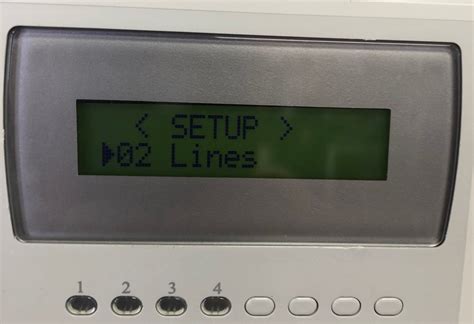 < SETUP >
▶02 Lines
1 2 3 4